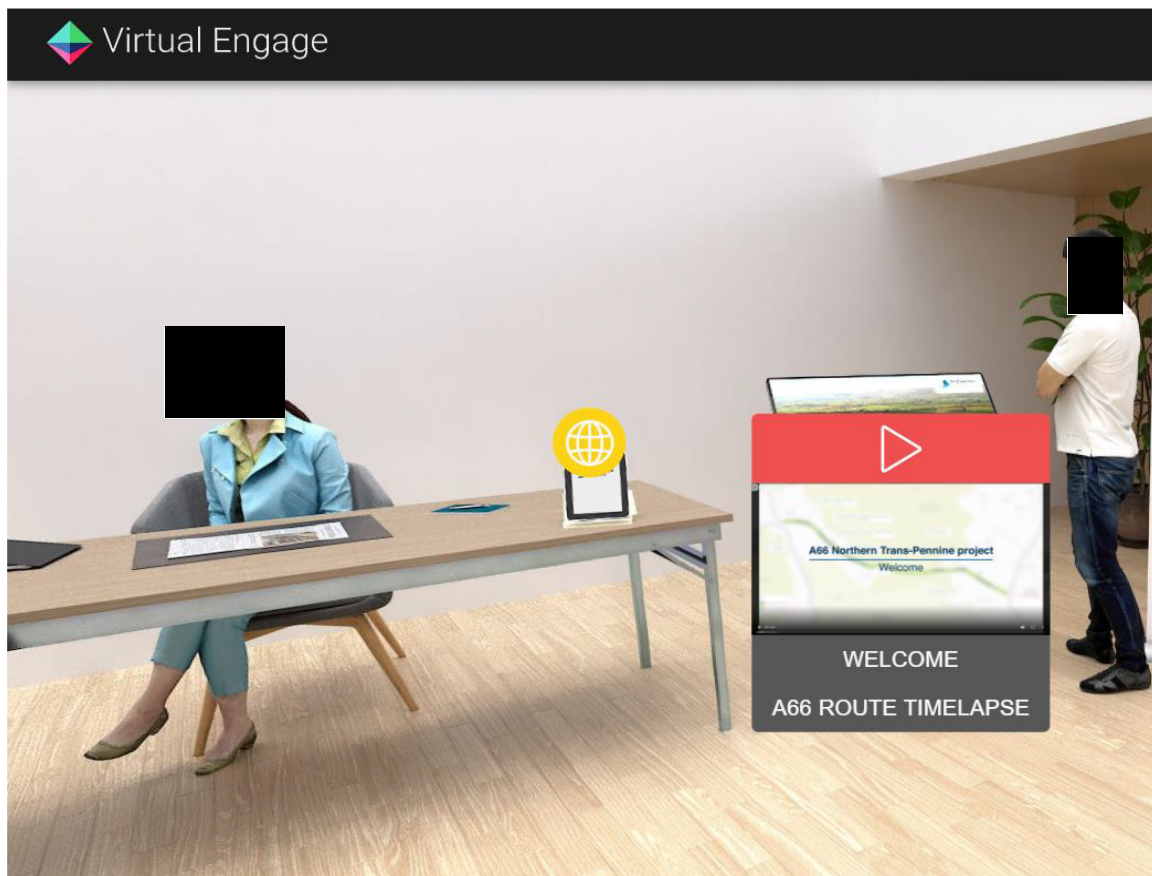 Virtual Engage
A66 Northern Trans-Pennine project
Welcome
WELCOME
A66 ROUTE TIMELAPSE